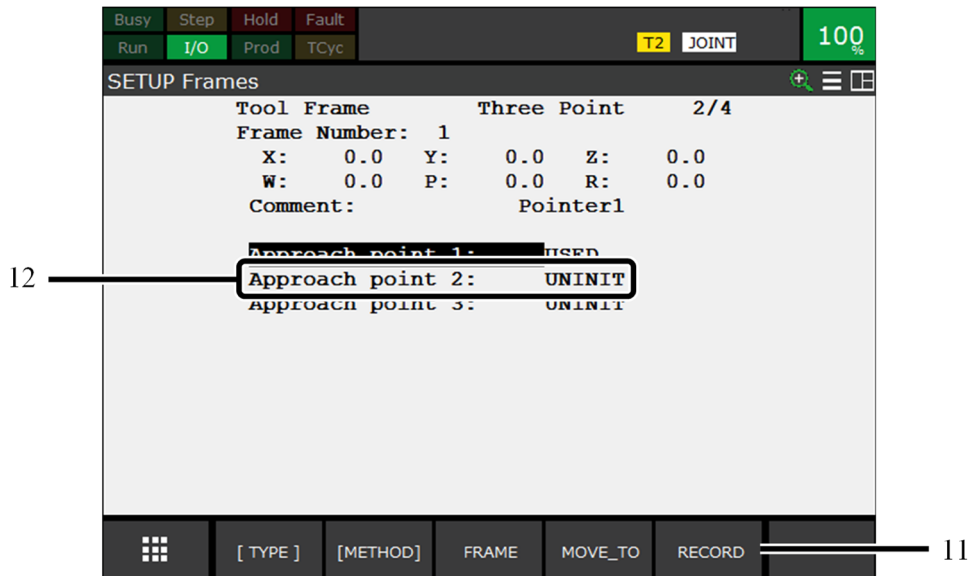 Busy Step Hold Fault
Run I/O Prod TCyc T2 JOINT 100%
SETUP Frames
Tool Frame Three Point 2/4
Frame Number: 1
X: 0.0 Y: 0.0 Z: 0.0
W: 0.0 P: 0.0 R: 0.0
Comment: Pointer1
Approach point 1: USED
12 Approach point 2: UNINIT
Approach point 3: UNINIT
[ TYPE ] [METHOD] FRAME MOVE_TO RECORD 11